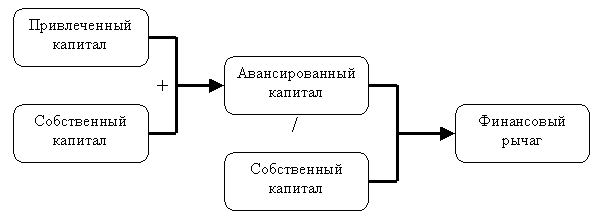 Привлеченный
капитал
+
Собственный
капитал
Авансированный
капитал
/
Собственный
капитал
Финансовый
рычаг